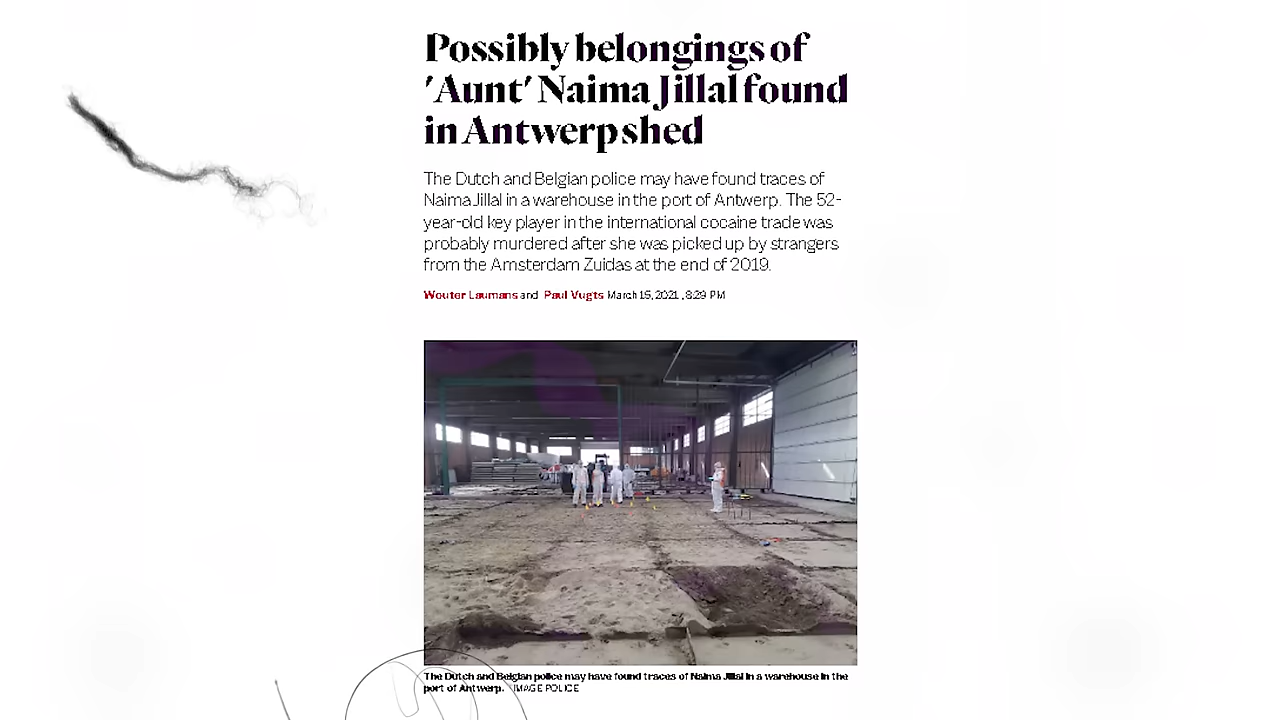 Possibly belongings of
'Aunt' Naima Jillal found
in Antwerp shed
The Dutch and Belgian police may have found traces of
Naima Jillal in a warehouse in the port of Antwerp. The 52-
year-old key player in the international cocaine trade was
probably murdered after she was picked up by strangers
from the Amsterdam Zuidas at the end of 2019.
Wouter Laumans and Paul Vugts March 15, 2021 , 8:29 PM
The Dutch and Belgian police may have found traces of Naima Jillal in a warehouse in the
port of Antwerp. IMAGE POLICE